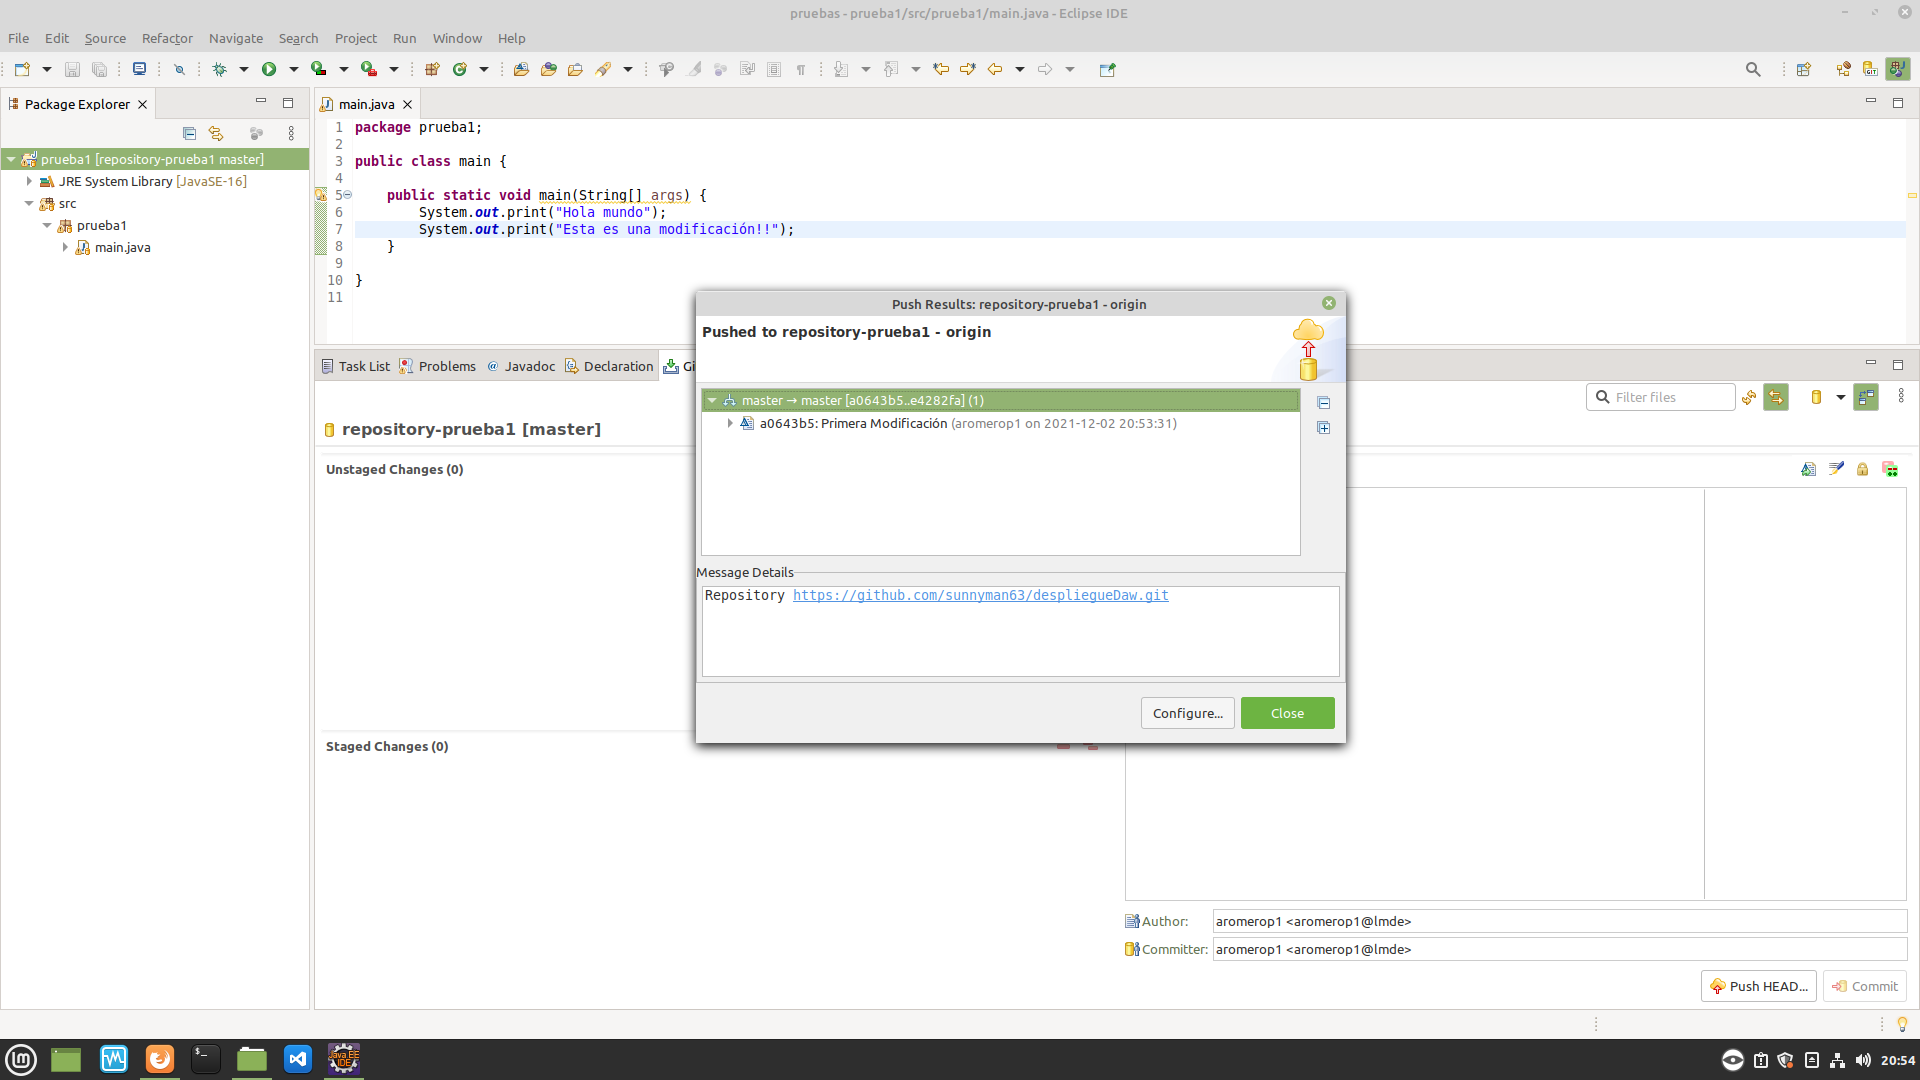 pruebas - prueba1/src/prueba1/main.java - Eclipse IDE
File Edit Source Refactor Navigate Search Project Run Window Help
Package Explorer
main.java
prueba1 [repository-prueba1 master]
JRE System Library [JavaSE-16]
src
prueba1
main.java
1 package prueba1;
2
3 public class main {
4
5 public static void main(String[] args) {
6 System.out.print("Hola mundo");
7 System.out.print("Esta es una modificación!!");
8 }
9
10 }
11
Push Results: repository-prueba1 - origin
Pushed to repository-prueba1 - origin
master → master [a0643b5..e4282fa] (1)
a0643b5: Primera Modificación (aromerop1 on 2021-12-02 20:53:31)
Message Details
Repository https://github.com/sunnyman63/despliegueDaw.git
Configure...
Close
Task List Problems @ Javadoc Declaration Gi
Filter files
repository-prueba1 [master]
Unstaged Changes (0)
Staged Changes (0)
Author: aromerop1 <aromerop1@lmde>
Committer: aromerop1 <aromerop1@lmde>
Push HEAD...
Commit
GIT
Java EE
IDE
20:54